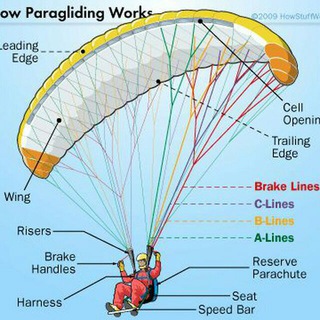 ow Paragliding Works
©2009 HowStuffW
Leading
Edge
Cell
Openin
Trailing
Edge
Wing
Brake Lines
C-Lines
B-Lines
A-Lines
Risers
Brake
Handles
Reserve
Parachute
Harness
Seat
Speed Bar